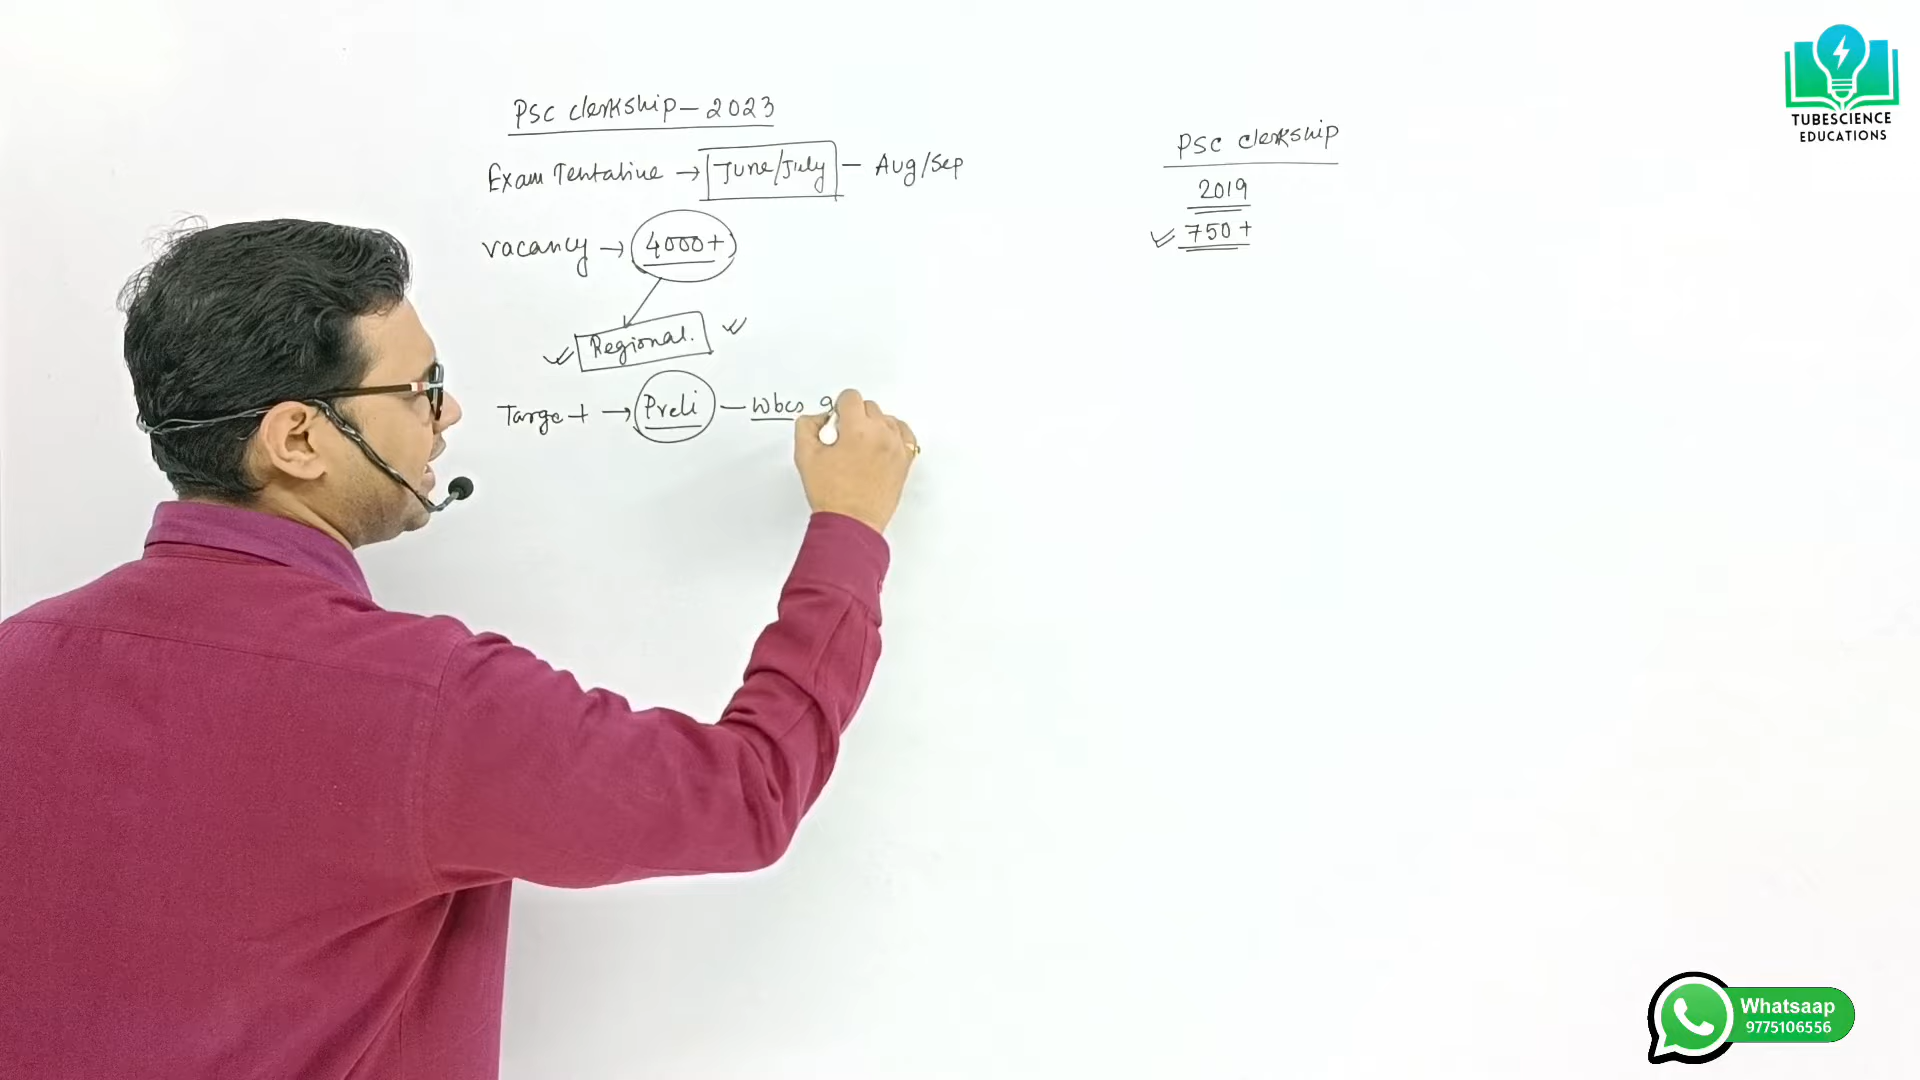 PSC clerkship - 2023
Exam Tentative → June/July - Aug/Sep
vacancy → 4000+
Regional.
Target → Preli - Wbcs
PSC clerkship
2019
750+
TUBESCIENCE
EDUCATIONS
Whatsaap
9775106556